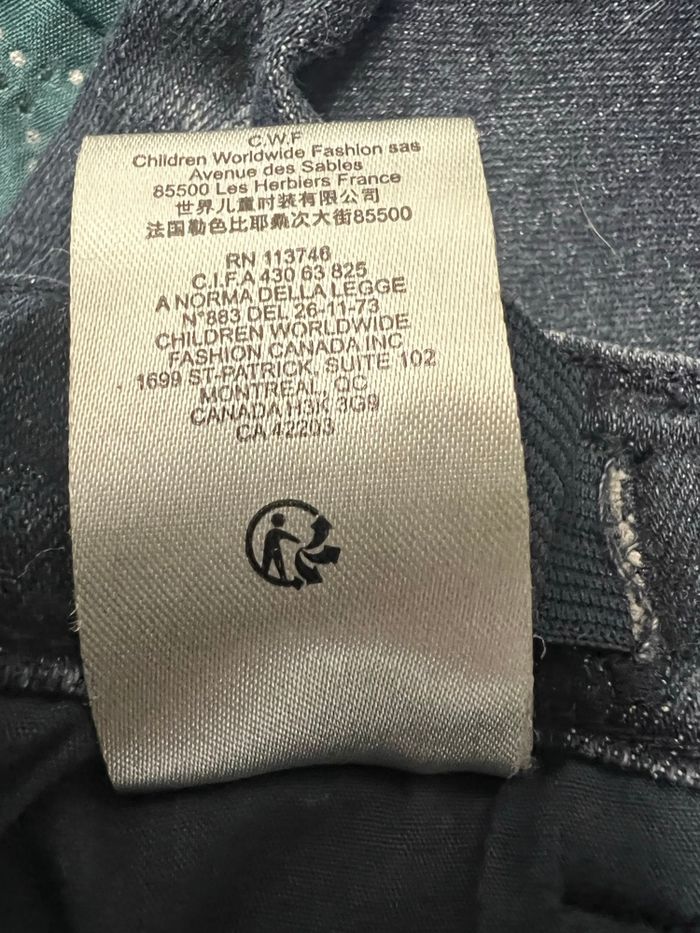 C.W.F
Children Worldwide Fashion sas
Avenue des Sables
85500 Les Herbiers France
世界儿童时装有限公司
法国勒色比耶桑次大街85500
RN 113746
C.I.F.A 430 63 825
A NORMA DELLA LEGGE
N°883 DEL 26-11-73
CHILDREN WORLDWIDE
FASHION CANADA INC
1699 ST-PATRICK, SUITE 102
MONTREAL, QC
CANADA H3K 3G9
CA 42203